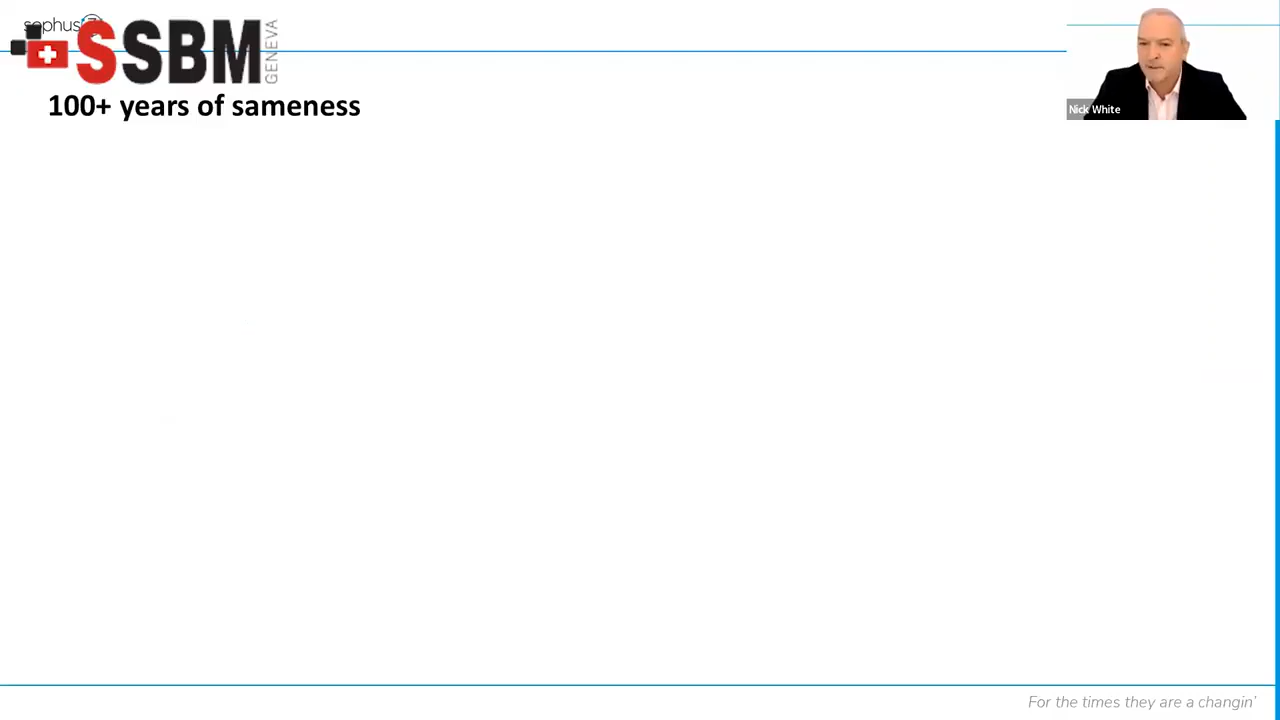 sophus
SSBM
GENEVA
100+ years of sameness
Nick White
For the times they are a changin’